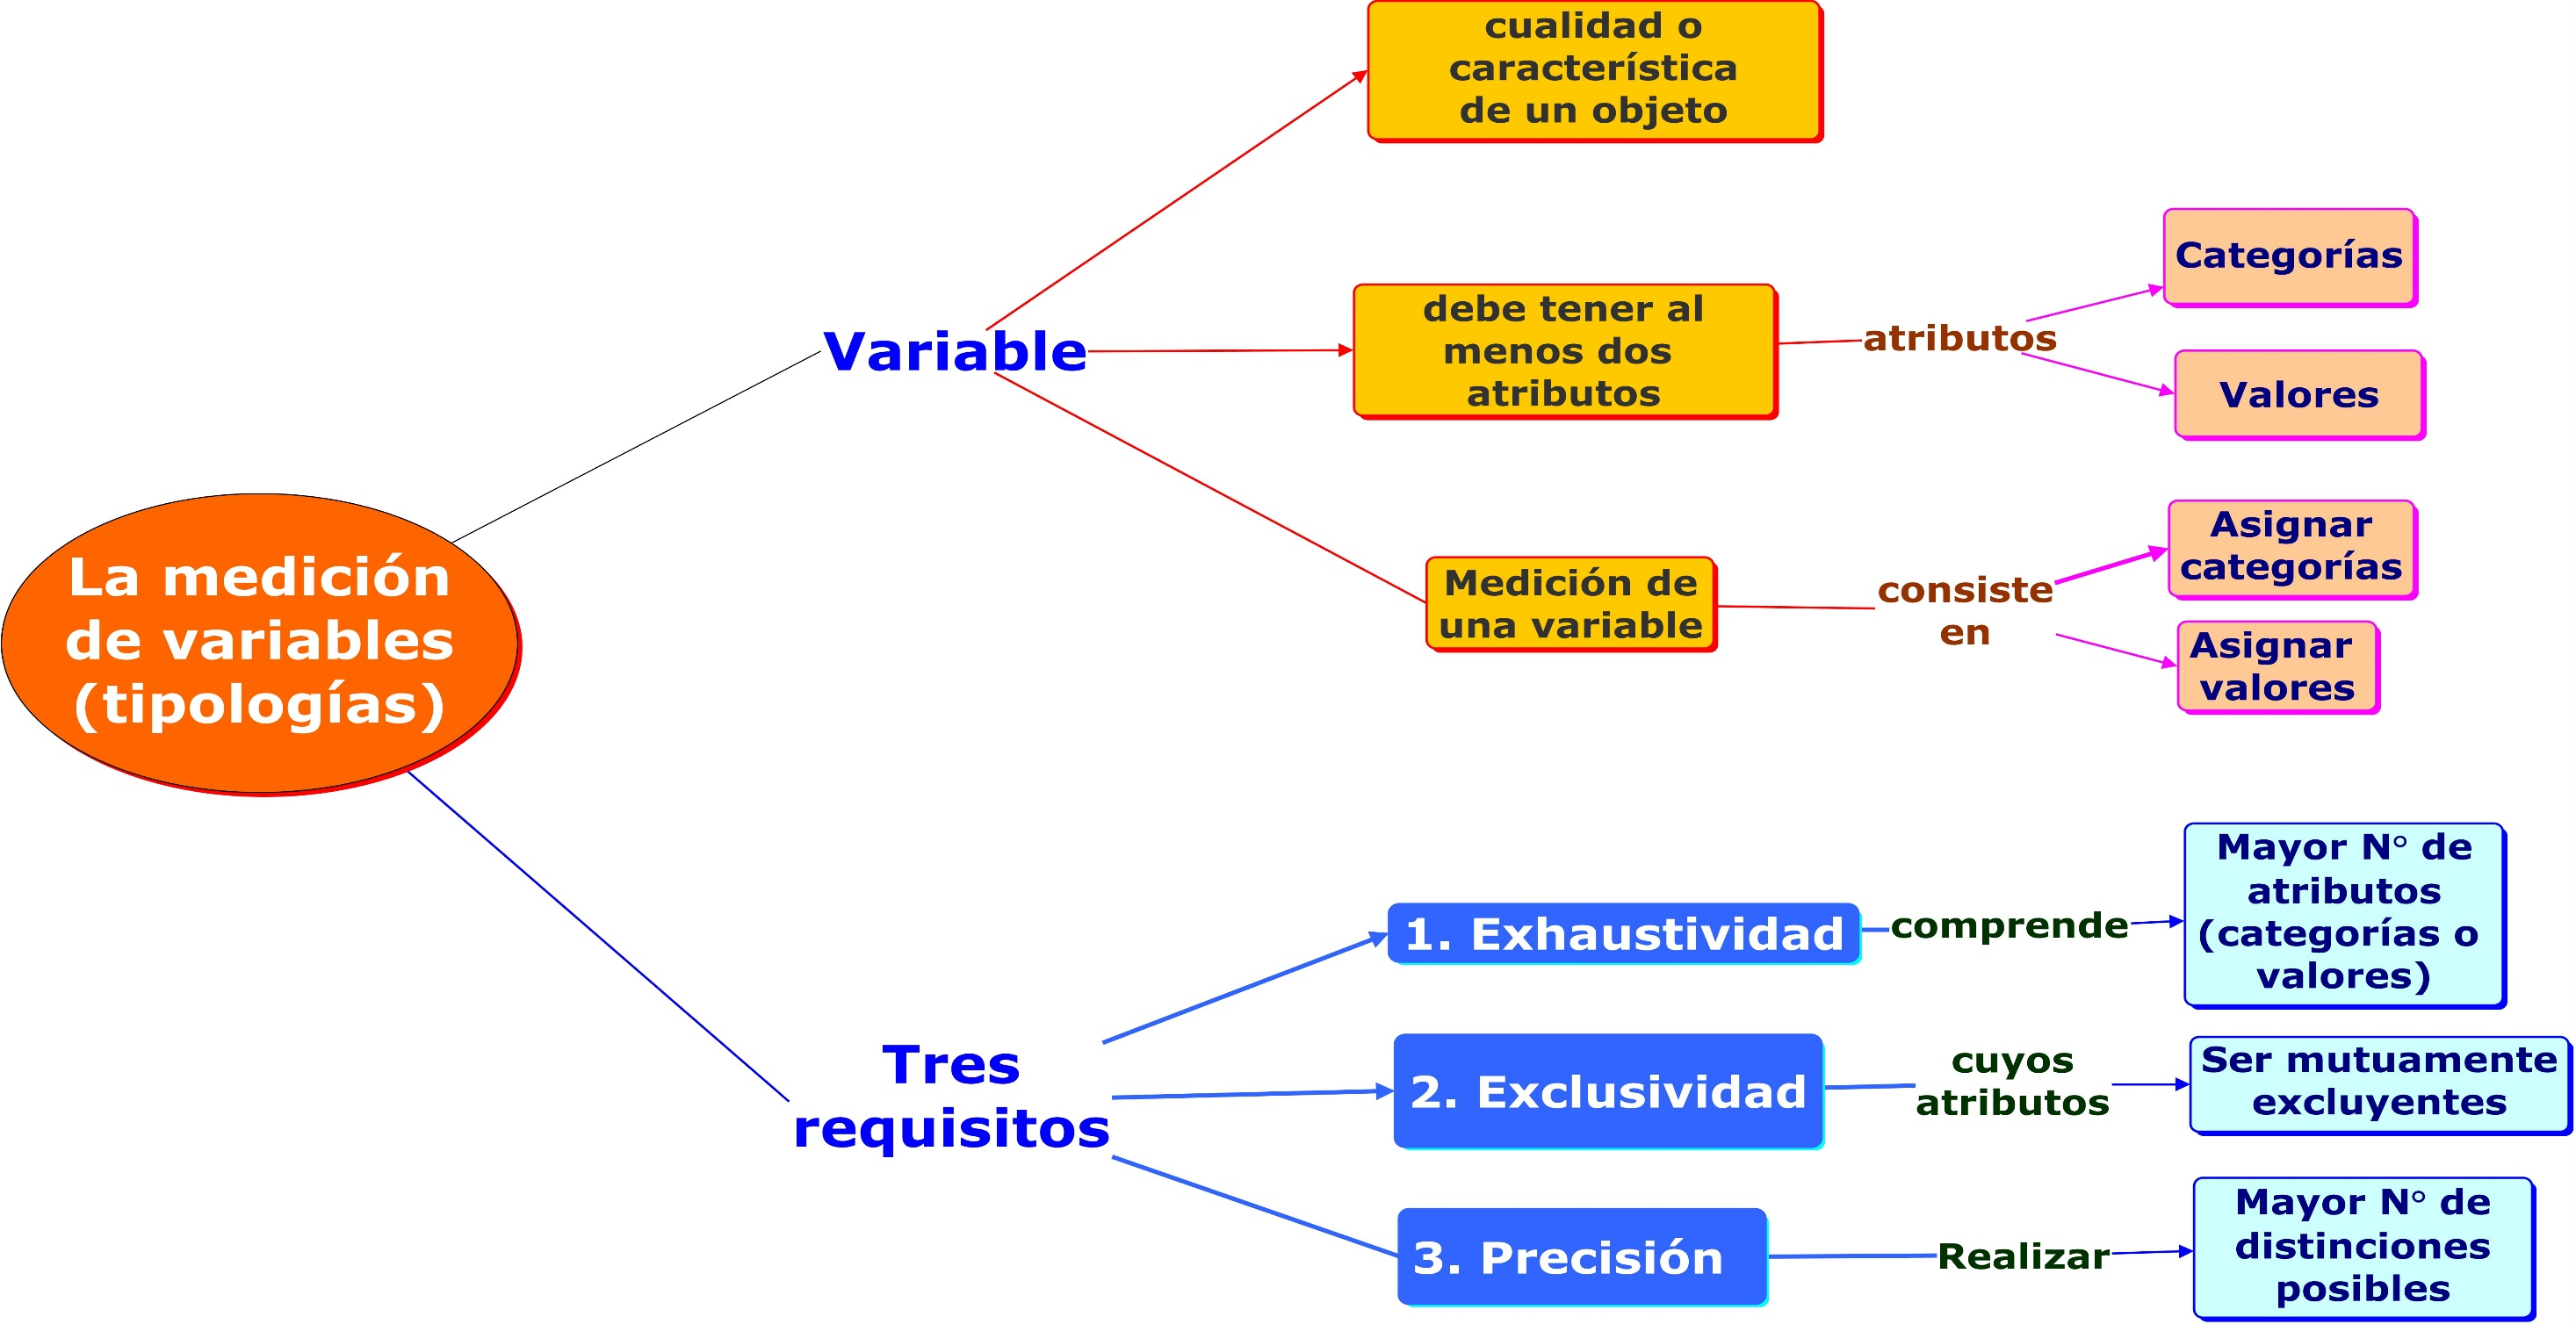 La medición
de variables
(tipologías)
Variable
cualidad o
característica
de un objeto
debe tener al
menos dos
atributos
atributos
Categorías
Valores
Medición de
una variable
consiste
en
Asignar
categorías
Asignar
valores
Tres
requisitos
1. Exhaustividad
comprende
Mayor N° de
atributos
(categorías o
valores)
2. Exclusividad
cuyos
atributos
Ser mutuamente
excluyentes
3. Precisión
Realizar
Mayor N° de
distinciones
posibles